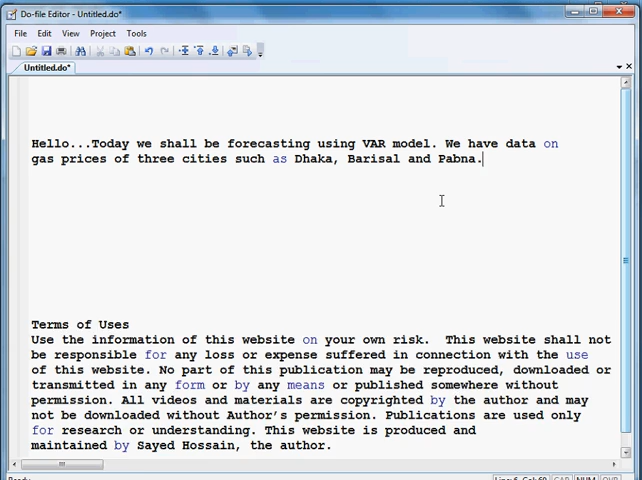 Do-file Editor - Untitled.do*
File Edit View Project Tools
Untitled.do*
Hello...Today we shall be forecasting using VAR model. We have data on
gas prices of three cities such as Dhaka, Barisal and Pabna.
Terms of Uses
Use the information of this website on your own risk.  This website shall not
be responsible for any loss or expense suffered in connection with the use
of this website. No part of this website may be reproduced, downloaded or
transmitted in any form or by any means or published somewhere without
permission. All videos and materials are copyrighted by the author and may
not be downloaded without Author's permission. Publications are used only
for research or understanding. This website is produced and
maintained by Sayed Hossain, the author.